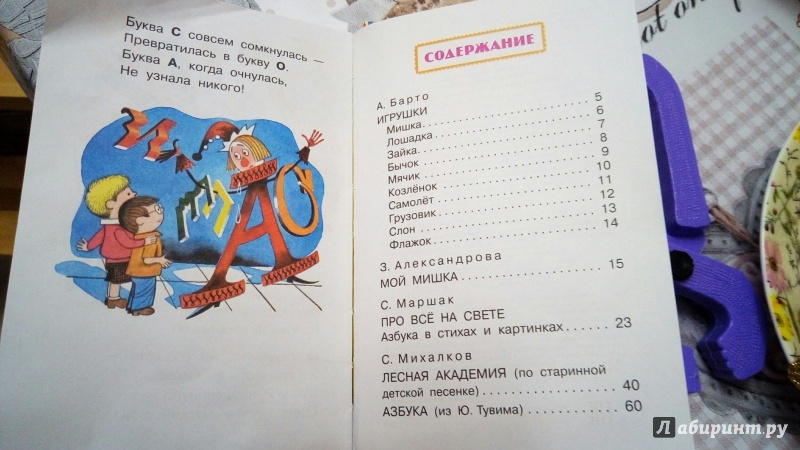 Буква С совсем сомкнулась —
Превратилась в букву О.
Буква А, когда очнулась,
Не узнала никого!
СОДЕРЖАНИЕ
А. Барто
ИГРУШКИ
Мишка. . . . . . . . . . . . . . . . . . . . . . 5
Лошадка . . . . . . . . . . . . . . . . . . . . 6
Зайка. . . . . . . . . . . . . . . . . . . . . . 7
Бычок . . . . . . . . . . . . . . . . . . . . . . 8
Мячик . . . . . . . . . . . . . . . . . . . . . . 9
Козлёнок . . . . . . . . . . . . . . . . . . . 10
Самолёт . . . . . . . . . . . . . . . . . . . . 11
Грузовик . . . . . . . . . . . . . . . . . . . 12
Слон . . . . . . . . . . . . . . . . . . . . . . 13
Флажок . . . . . . . . . . . . . . . . . . . . 14
З. Александрова
МОЙ МИШКА . . . . . . . . . . . . . . . . 15
С. Маршак
ПРО ВСЁ НА СВЕТЕ
Азбука в стихах и картинках . . . . . . 23
С. Михалков
ЛЕСНАЯ АКАДЕМИЯ (по старинной
детской песенке) . . . . . . . . . . . . . . 40
АЗБУКА (из Ю. Тувима) . . . . . . . . . . . 60
Лабиринт.ру